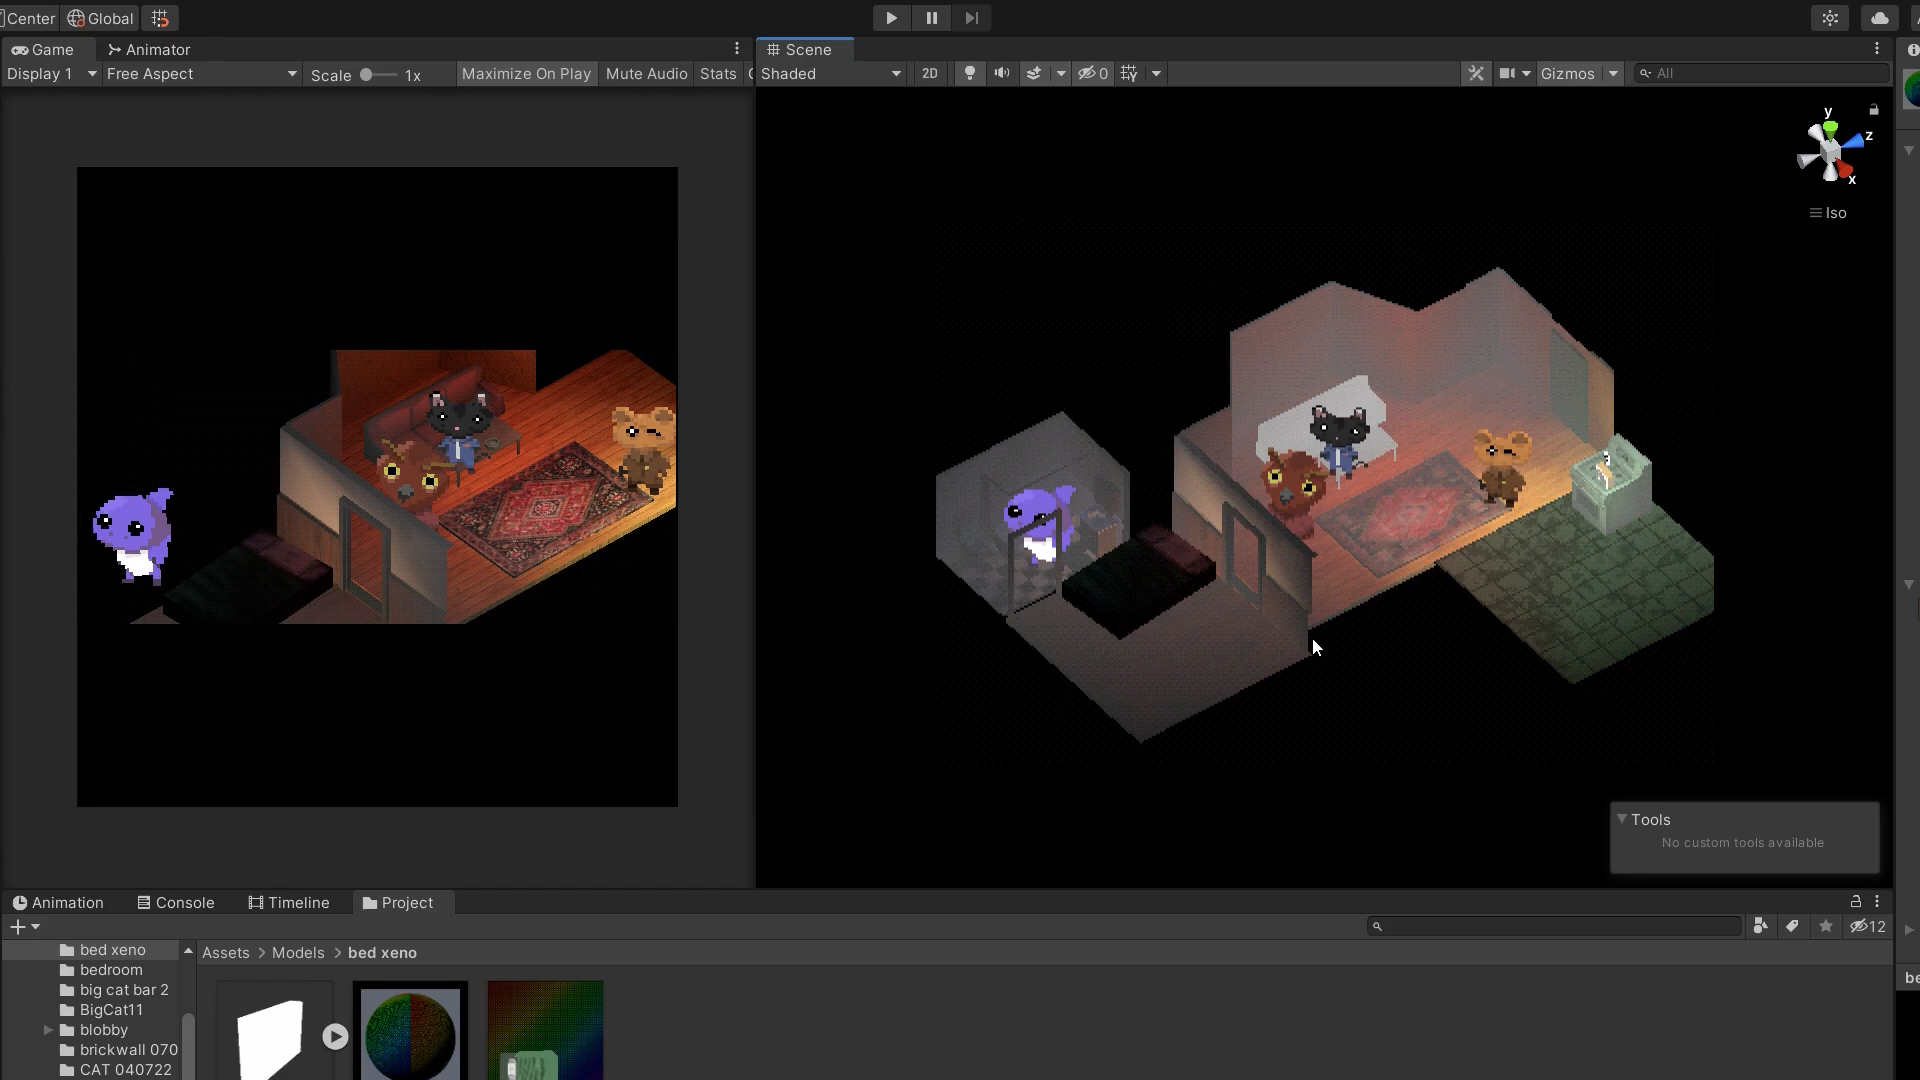 Center Global
Game Animator
Scene
Display 1 Free Aspect Scale 1x Maximize On Play Mute Audio Stats
Shaded 2D 0 Gizmos All
y
z
x
Iso
Tools
No custom tools available
Animation Console Timeline Project
12
bed xeno
Assets > Models > bed xeno
bedroom
be
big cat bar 2
BigCat11
blobby
brickwall 070
CAT 040722